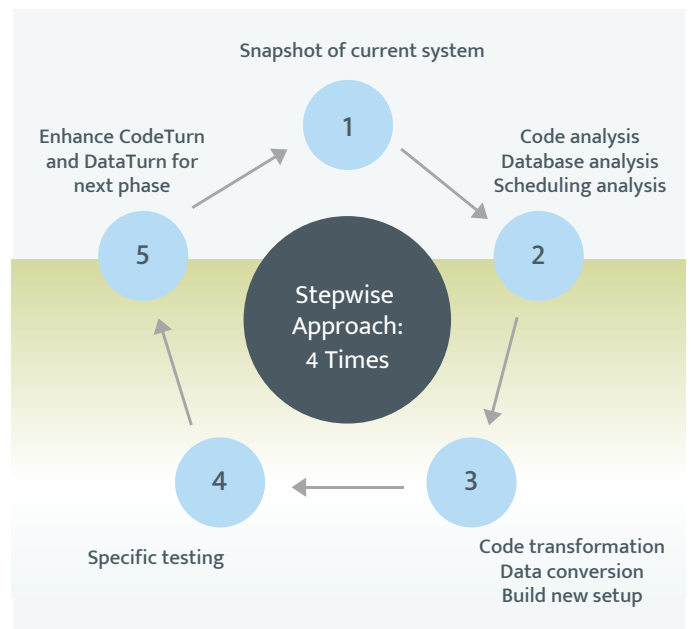 Snapshot of current system
1
Code analysis
Database analysis
Scheduling analysis
2
Code transformation
Data conversion
Build new setup
3
Specific testing
4
Enhance CodeTurn
and DataTurn for
next phase
5
Stepwise
Approach:
4 Times